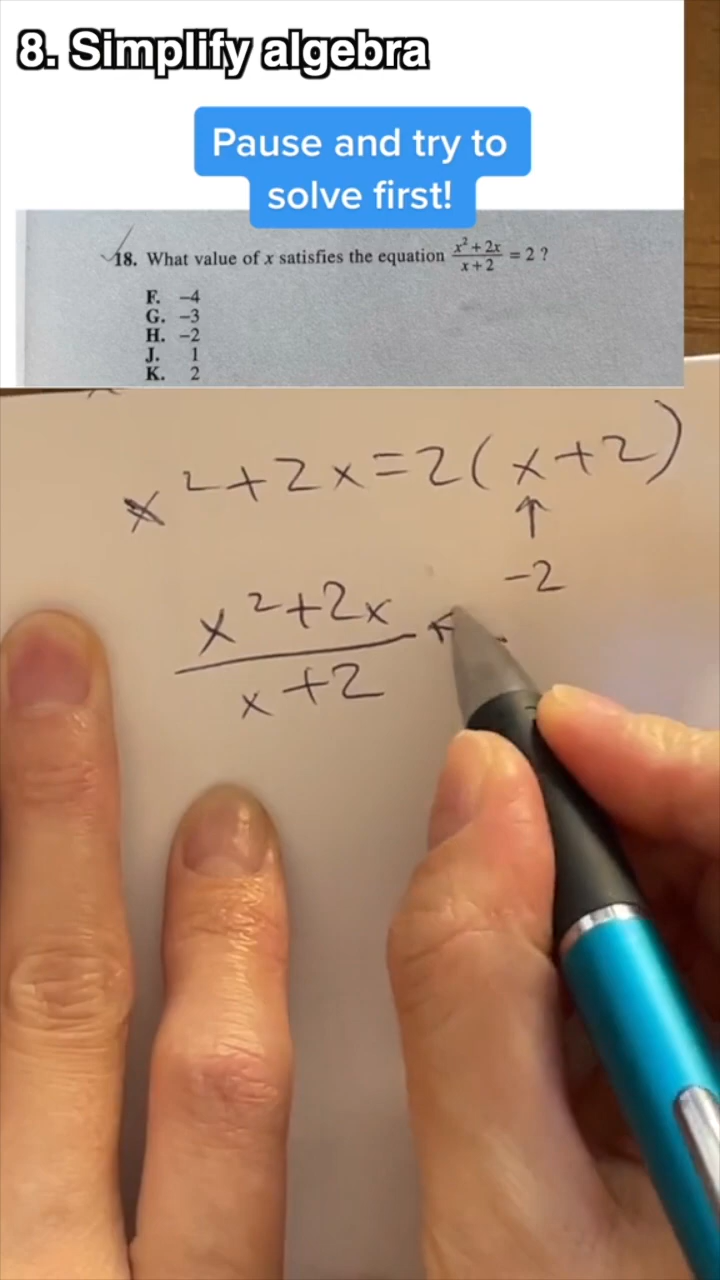 8. Simplify algebra
Pause and try to
solve first!
18. What value of x satisfies the equation (x²+2x)/(x+2) = 2 ?
F. −4
G. −3
H. −2
J. 1
K. 2
x²+2x=2(x+2)
↑
-2
x²+2x
x+2